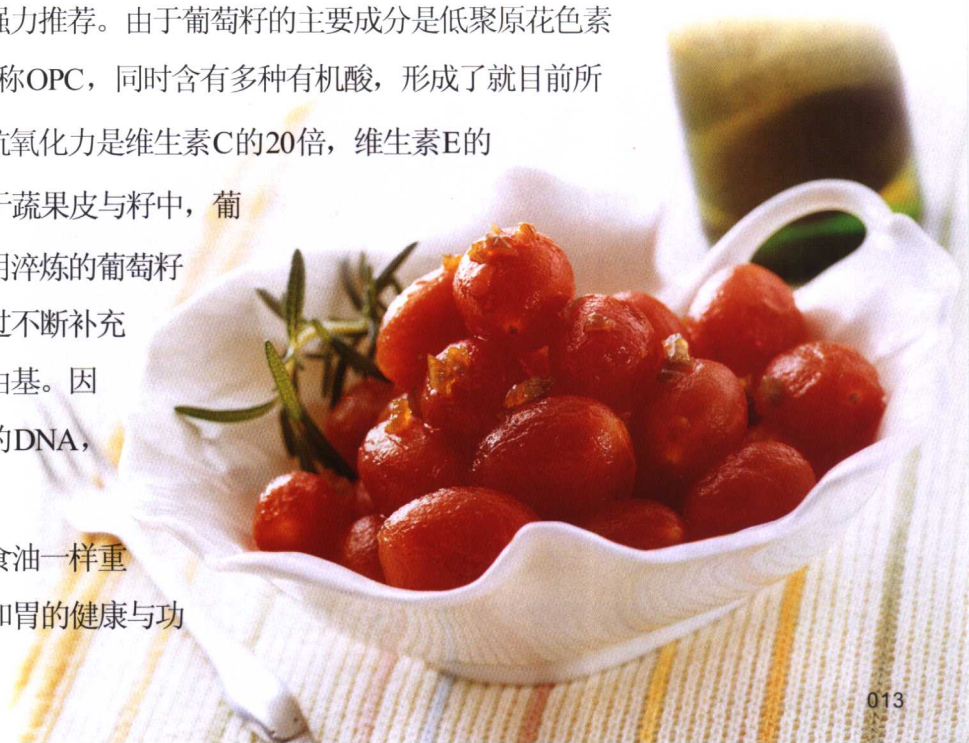 强力推荐。由于葡萄籽的主要成分是低聚原花色素
称OPC，同时含有多种有机酸，形成了就目前所
抗氧化力是维生素C的20倍，维生素E的
于蔬果皮与籽中，葡
用淬炼的葡萄籽
过不断补充
由基。因
的DNA，
食油一样重
和胃的健康与功
013